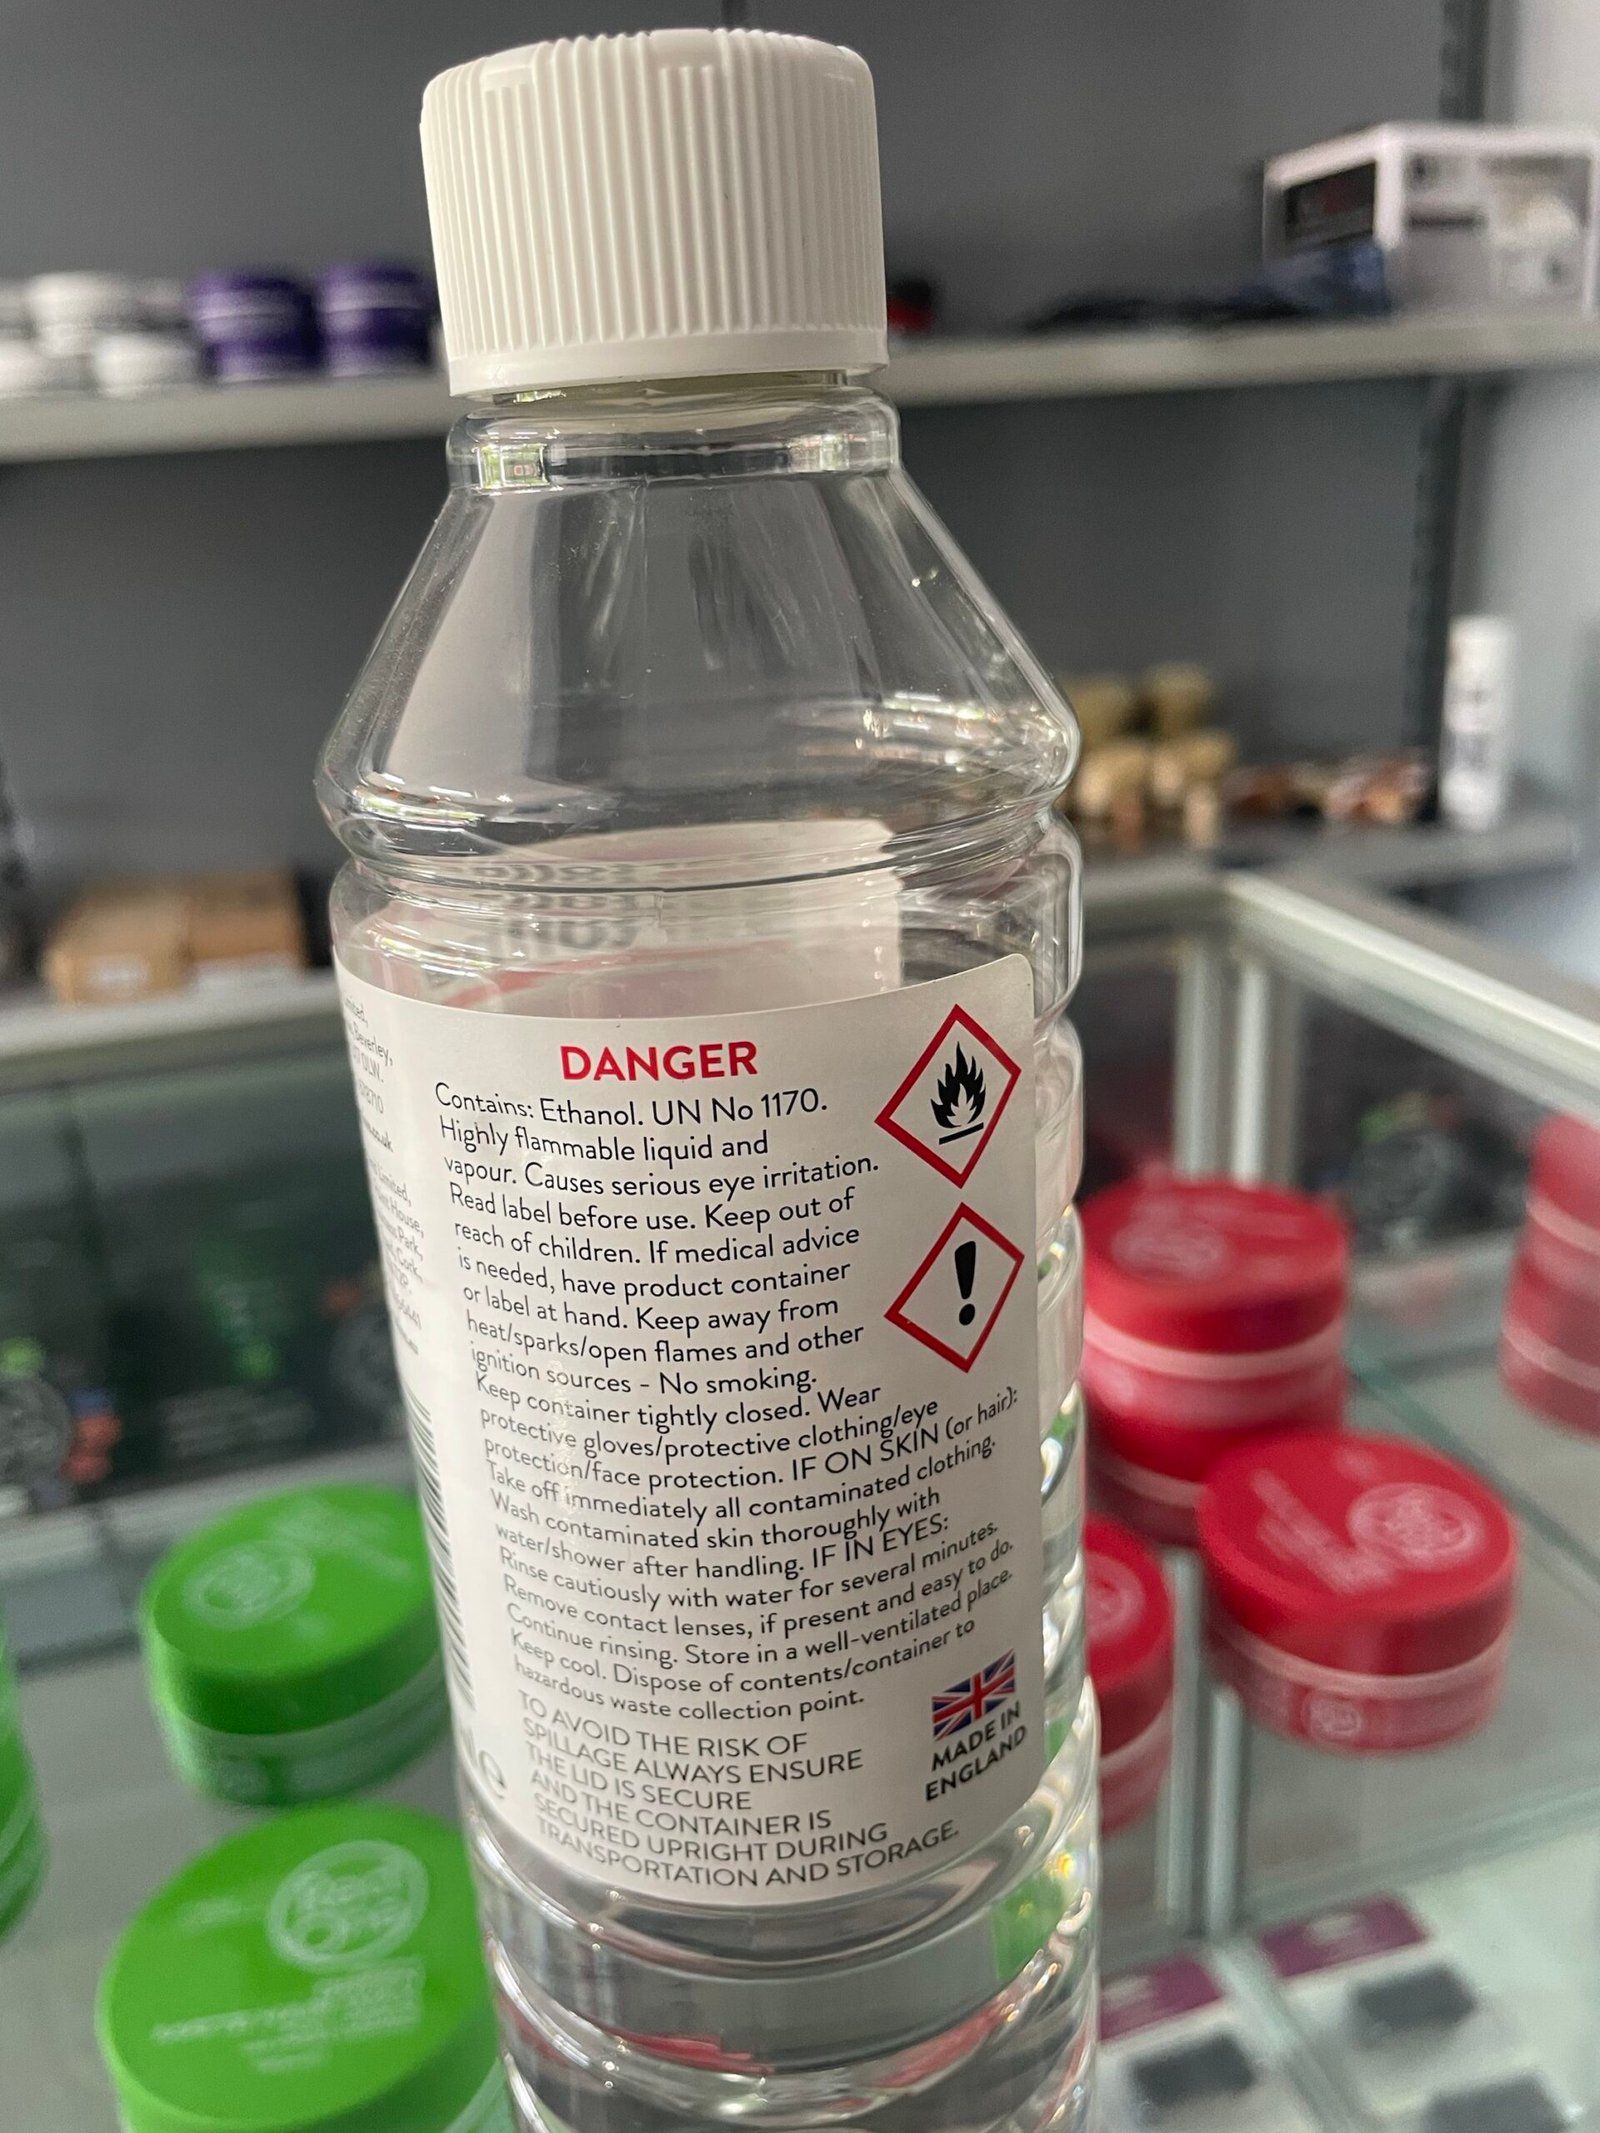 DANGER
Contains: Ethanol. UN No 1170.
Highly flammable liquid and
vapour. Causes serious eye irritation.
Read label before use. Keep out of
reach of children. If medical advice
is needed, have product container
or label at hand. Keep away from
heat/sparks/open flames and other
ignition sources - No smoking.
Keep container tightly closed. Wear
protective gloves/protective clothing/eye
protection/face protection. IF ON SKIN (or hair):
Take off immediately all contaminated clothing.
Wash contaminated skin thoroughly with
water/shower after handling. IF IN EYES:
Rinse cautiously with water for several minutes.
Remove contact lenses, if present and easy to do.
Continue rinsing. Store in a well-ventilated place.
Keep cool. Dispose of contents/container to
hazardous waste collection point.
TO AVOID THE RISK OF
SPILLAGE ALWAYS ENSURE
THE LID IS SECURE
AND THE CONTAINER IS
SECURED UPRIGHT DURING
TRANSPORTATION AND STORAGE.
MADE IN
ENGLAND
Beverley,
House,
Park,
Cork,
Red
One